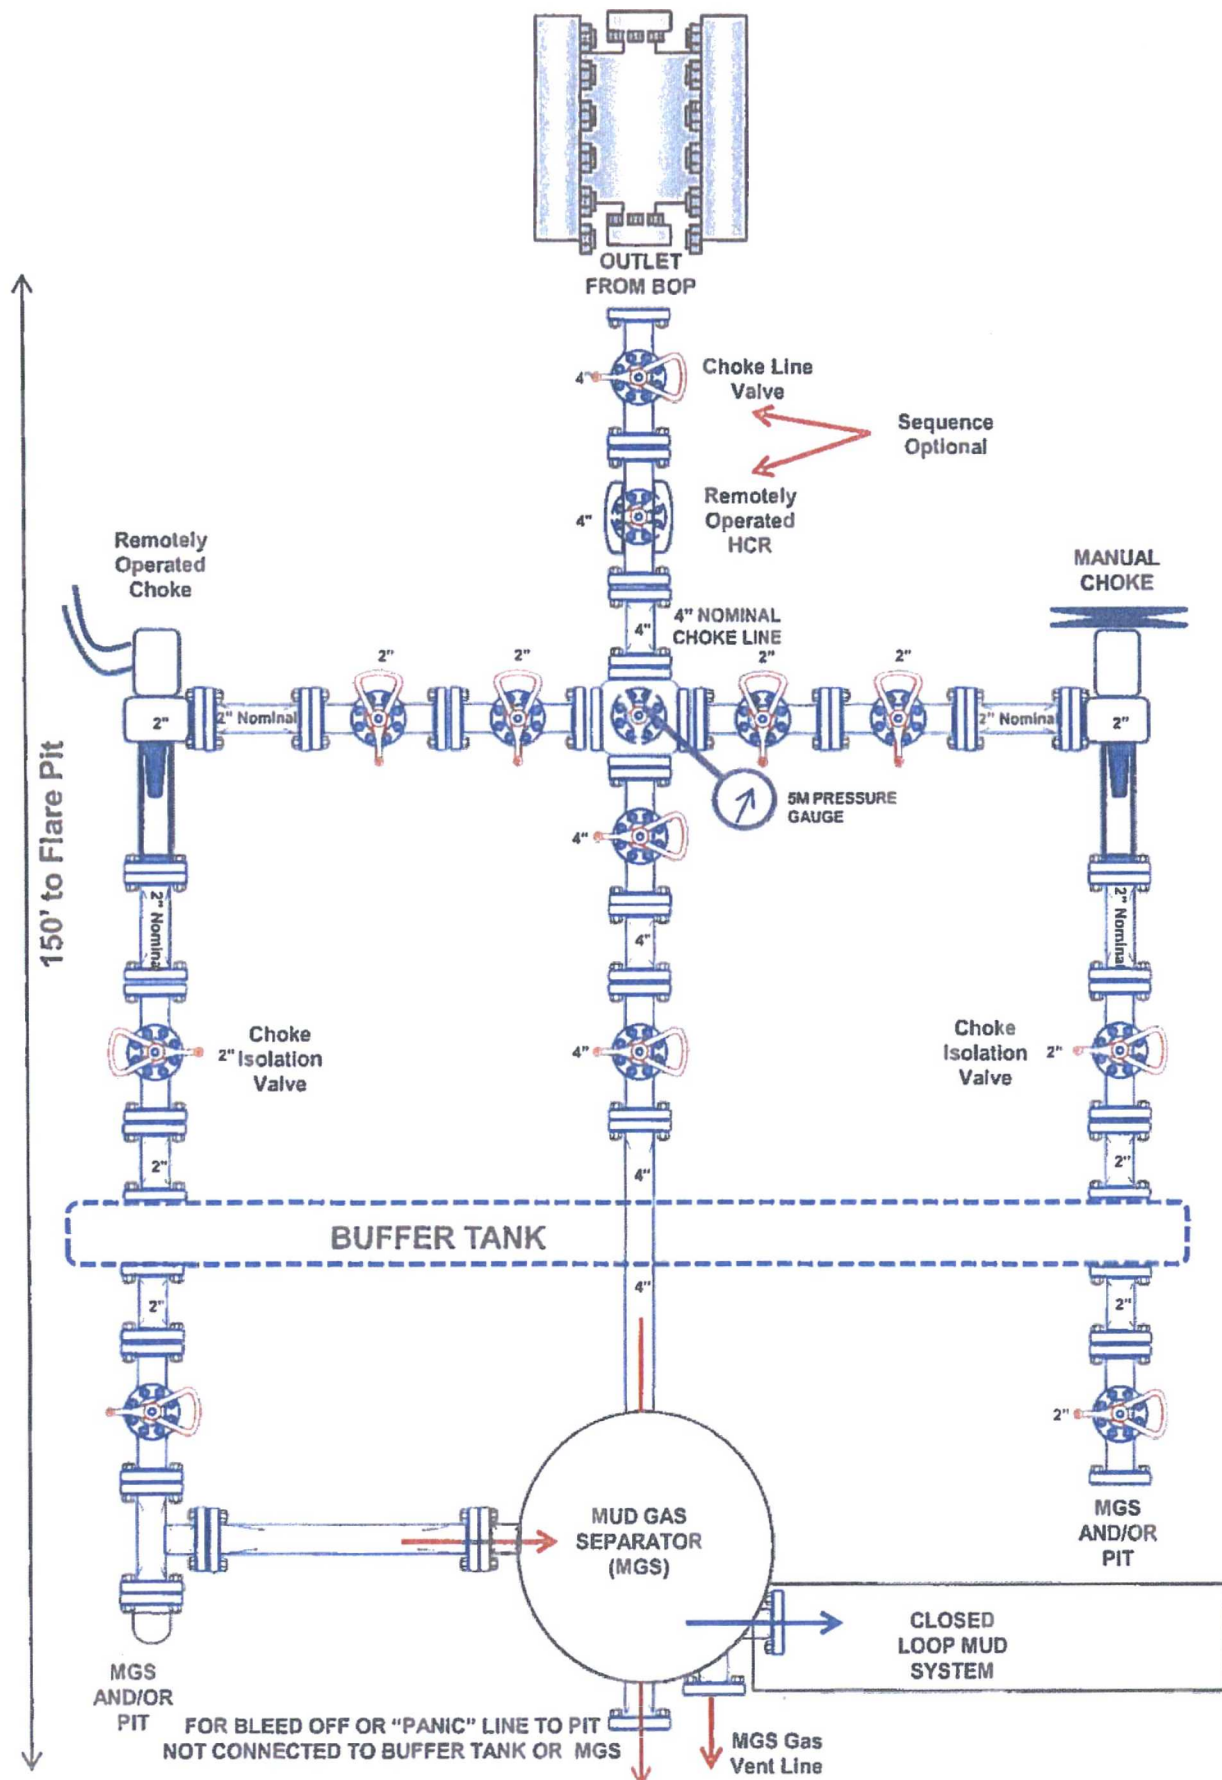 OUTLET
FROM BOP
4"
Choke Line
Valve
Sequence
Optional
4"
Remotely
Operated
HCR
Remotely
Operated
Choke
MANUAL
CHOKE
4"
4" NOMINAL
CHOKE LINE
2"
2"
2"
2"
2"
2" Nominal
2" Nominal
2"
5M PRESSURE
GAUGE
4"
150' to Flare Pit
2" Nominal
4"
2" Nominal
2"
Choke
Isolation
Valve
4"
Choke
Isolation
Valve
2"
2"
4"
2"
BUFFER TANK
2"
4"
2"
2"
MUD GAS
SEPARATOR
(MGS)
MGS
AND/OR
PIT
CLOSED
LOOP MUD
SYSTEM
MGS
AND/OR
PIT
FOR BLEED OFF OR "PANIC" LINE TO PIT
NOT CONNECTED TO BUFFER TANK OR MGS
MGS Gas
Vent Line